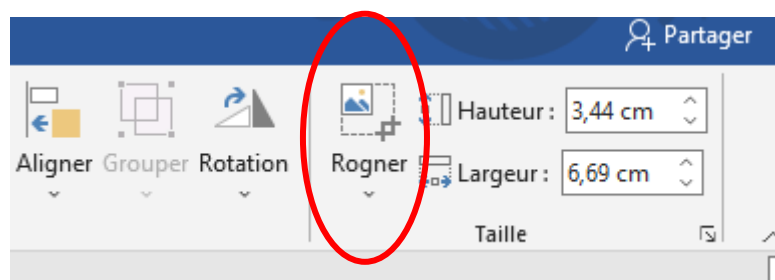 Partager
Aligner Grouper Rotation Rogner
Hauteur : 3,44 cm
Largeur : 6,69 cm
Taille